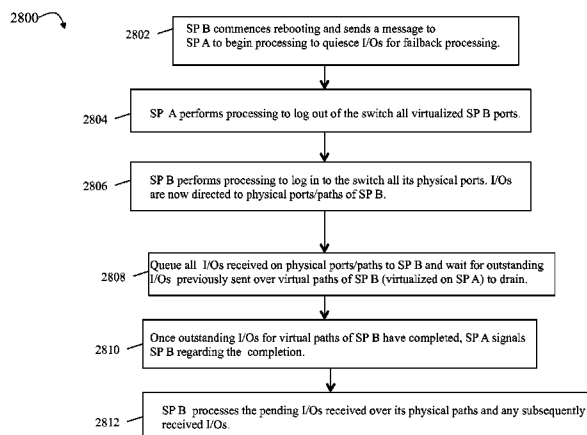 2800
2802
SP B commences rebooting and sends a message to
SP A to begin processing to quiesce I/Os for failback processing.
2804
SP A performs processing to log out of the switch all virtualized SP B ports.
2806
SP B performs processing to log in to the switch all its physical ports. I/Os
are now directed to physical ports/paths of SP B.
2808
Queue all I/Os received on physical ports/paths to SP B and wait for outstanding
I/Os previously sent over virtual paths of SP B (virtualized on SP A) to drain.
2810
Once outstanding I/Os for virtual paths of SP B have completed, SP A signals
SP B regarding the completion.
2812
SP B processes the pending I/Os received over its physical paths and any subsequently
received I/Os.